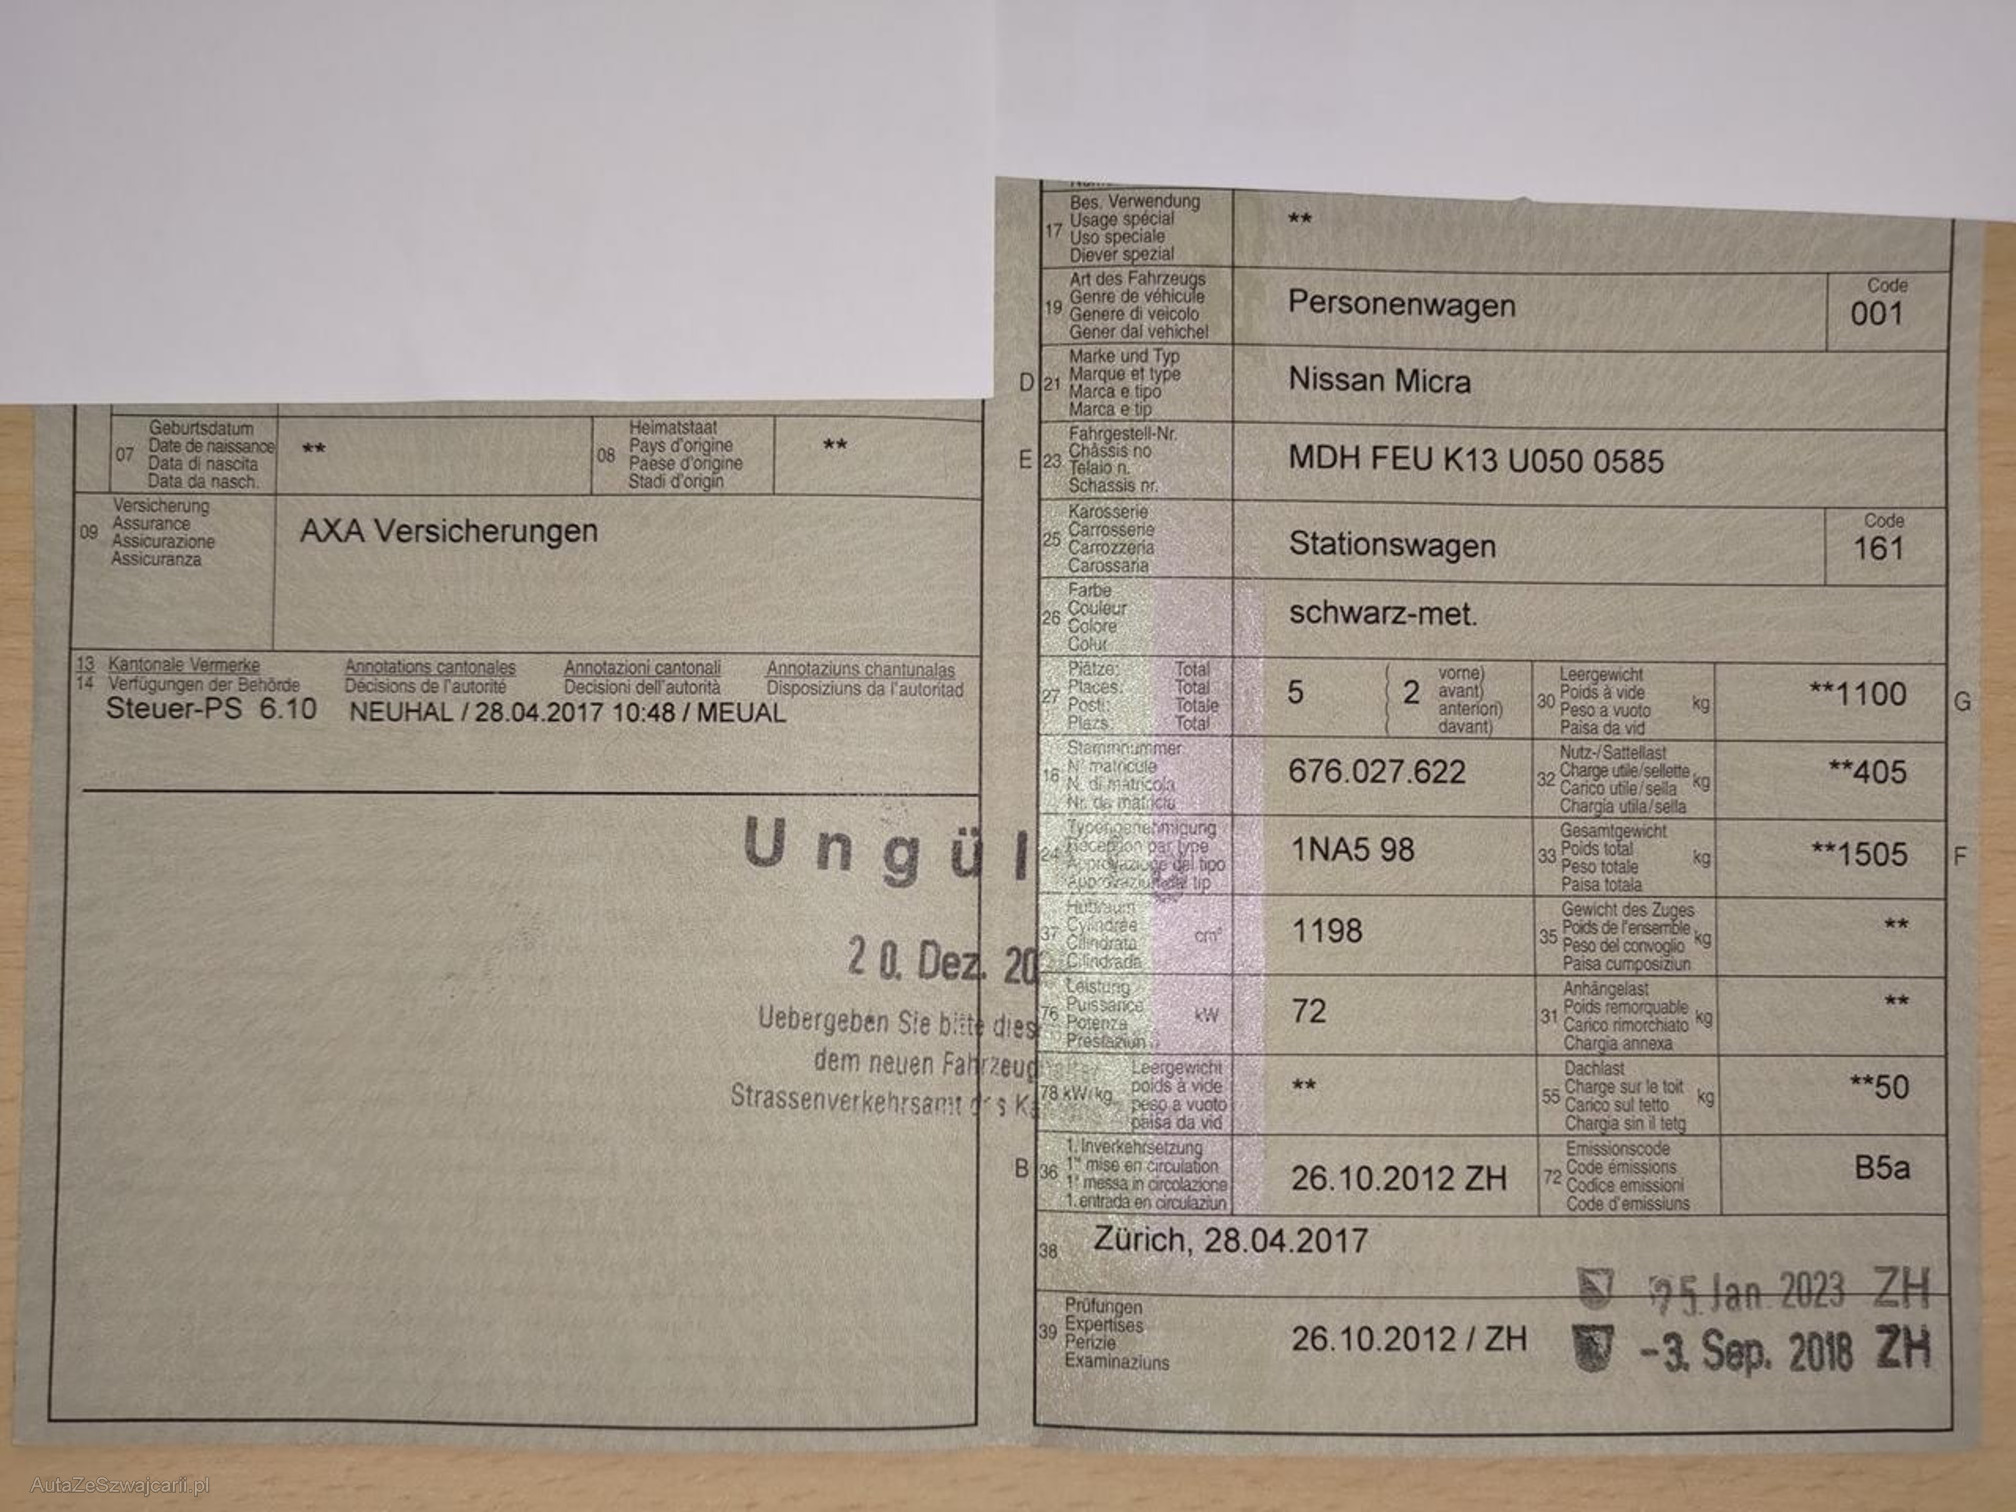 07 Geburtsdatum
Date de naissance
Data di nascita
Data da nasch.
**
08 Heimatstaat
Pays d'origine
Paese d'origine
Stadi d'origin
**
09 Versicherung
Assurance
Assicurazione
Assicuranza
AXA Versicherungen
13 Kantonale Vermerke Annotations cantonales Annotazioni cantonali Annotaziuns chantunalas
14 Verfügungen der Behörde Décisions de l'autorité Decisioni dell'autorità Disposiziuns da l'autoritad
Steuer-PS 6.10 NEUHAL / 28.04.2017 10:48 / MEUAL
Ungül
20. Dez. 20
Uebergeben Sie bitte dies
dem neuen Fahrzeug
Strassenverkehrsamt
17 Bes. Verwendung
Usage spécial
Uso speciale
Diever spezial
**
19 Art des Fahrzeugs
Genre de véhicule
Genere di veicolo
Gener dal vehichel
Personenwagen
Code
001
D 21 Marke und Typ
Marque et type
Marca e tipo
Marca e tip
Nissan Micra
E 23 Fahrgestell-Nr.
Châssis no
Telaio n.
Schassis nr.
MDH FEU K13 U050 0585
25 Karosserie
Carrosserie
Carrozzeria
Carossaria
Stationswagen
Code
161
26 Farbe
Couleur
Colore
Colur
schwarz-met.
27 Plätze: Total
Places: Total
Posti: Totale
Plazs: Total
5 ( 2 vorne)
avant)
anteriori)
davant)
30 Leergewicht
Poids à vide kg
Peso a vuoto
Paisa da vid
**1100 G
16 Stammnummer
N° matricule
N. di matricola
Nr. da matricla
676.027.622
32 Nutz-/Sattellast
Charge utile/sellette kg
Carico utile/sella
Chargia utila/sella
**405
24 Typengenehmigung
Réception par type
Approvazione del tipo
Approvaziun dal tip
1NA5 98
33 Gesamtgewicht
Poids total kg
Peso totale
Paisa totala
**1505 F
37 Hubraum
Cylindrée cm³
Cilindrata
Cilindrada
1198
35 Gewicht des Zuges
Poids de l'ensemble kg
Peso del convoglio
Paisa cumposiziun
**
76 Leistung
Puissance kW
Potenza
Prestaziun
72
31 Anhängelast
Poids remorquable kg
Carico rimorchiato
Chargia annexa
**
78 kW/kg Leergewicht
poids à vide
peso a vuoto
paisa da vid
**
55 Dachlast
Charge sur le toit kg
Carico sul tetto
Chargia sin il tetg
**50
B 36 1. Inverkehrsetzung
1re mise en circulation
1a messa in circolazione
1. entrada en circulaziun
26.10.2012 ZH
72 Emissionscode
Code émissions
Codice emissioni
Code d'emissiuns
B5a
38 Zürich, 28.04.2017
25 Jan 2023 ZH
39 Prüfungen
Expertises
Perizie
Examinaziuns
26.10.2012 / ZH
-3. Sep. 2018 ZH
AutaZeSzwajcarii.pl